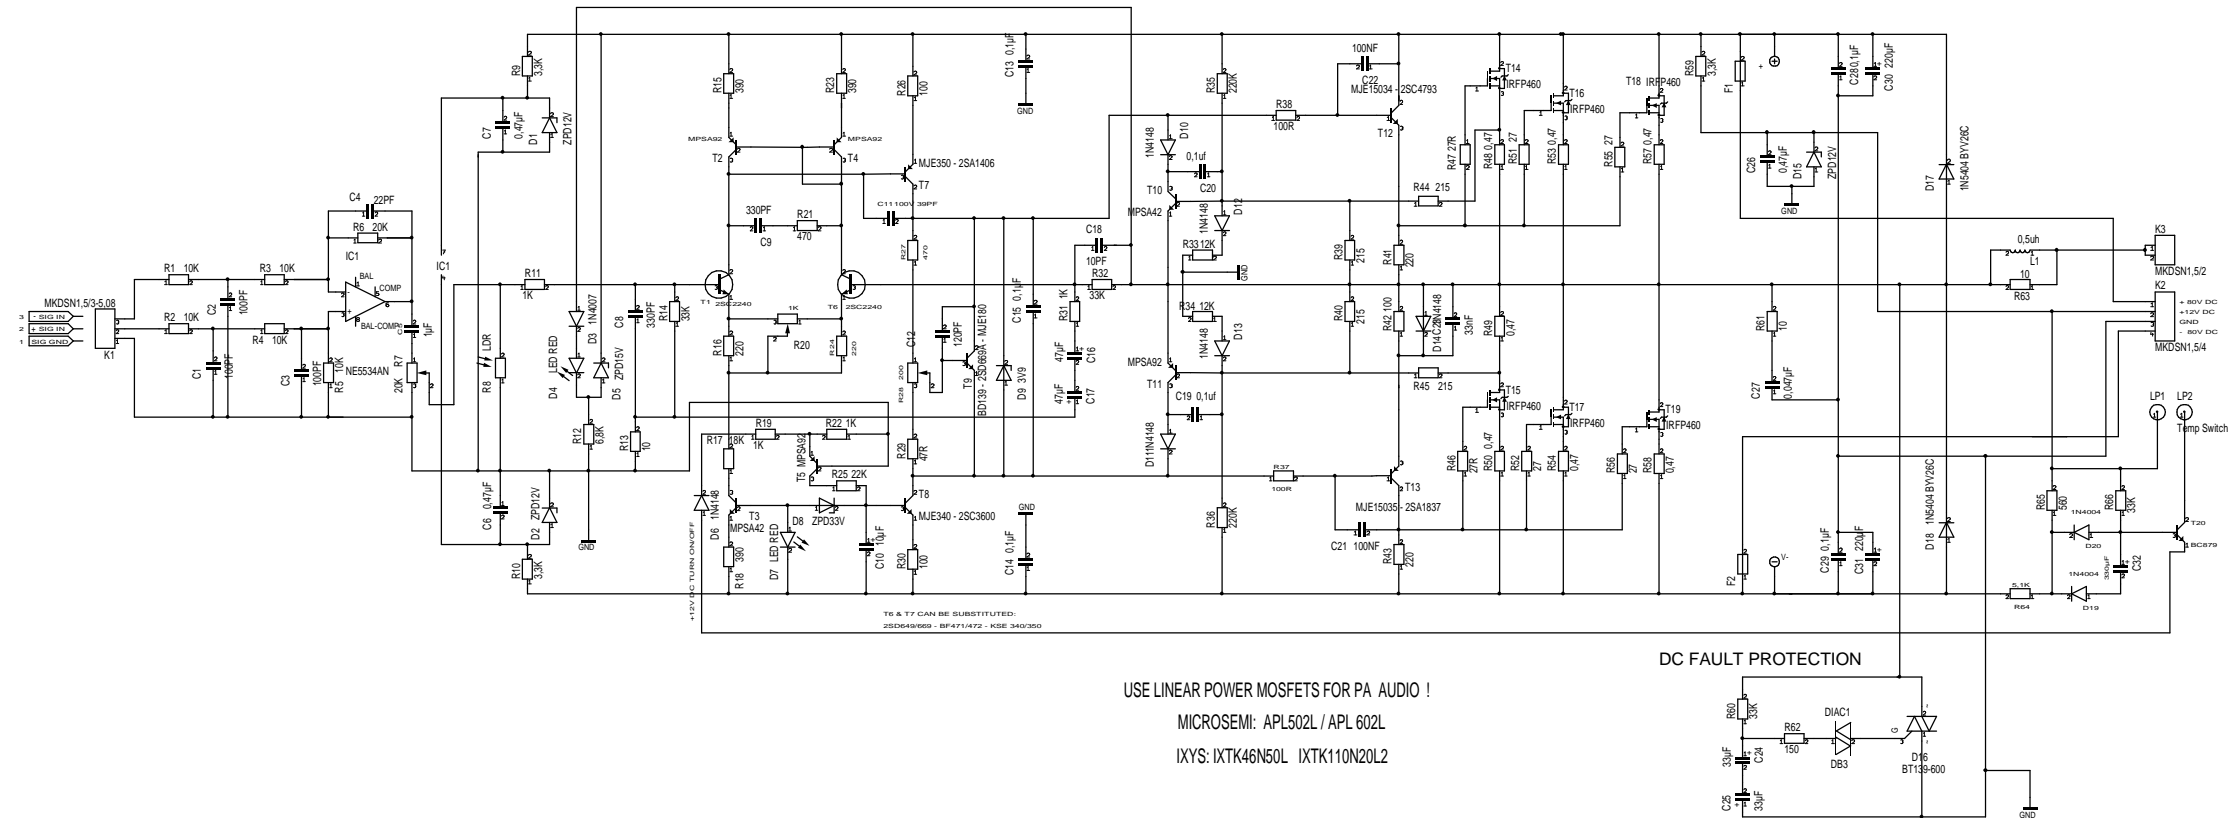 MKDSN1,5/3-5,08
3 - SIG IN
2 + SIG IN
1 SIG GND
K1
R1 10K
R2 10K
C2 100PF
C1 100PF
R3 10K
R4 10K
C3 100PF
R5 10K
C4 22PF
R6 20K
IC1
BAL
COMP
BAL-COMP
NE5534AN
1µF
R7
20K
IC1
R9 3,3K
C7 0,47µF
D1 ZPD12V
LDR
R8
R11
1K
C6 0,47µF
D2 ZPD12V
R10 3,3K
D3 1N4007
D4 LED RED
D5 ZPD15V
R12 6,8K
GND
C8 330PF
R13 10
R14 33K
R15 390
MPSA92
T2
R23 390
MPSA92
T4
R26 100
MJE350 - 2SA1406
T7
C11 100V 39PF
330PF
C9
R21
470
T1 2SC2240
T6 2SC2240
1K
R20
R16 220
R24 220
R27 470
C12 120PF
R28 200
T9 BD139 - 2SD669A - MJE180
D9 3V9
C15 0,1µF
R29 47R
R17 18K
R19
1K
R22 1K
T5 MPSA92
R25 22K
D6 1N4148
+12V DC TURN ON/OFF
T3
MPSA42
R18 390
D7 LED RED
D8
ZPD33V
C10 10µF
T8
MJE340 - 2SC3600
R30 100
T6 & T7 CAN BE SUBSTITUTED:
2SD649/669 - BF471/472 - KSE 340/350
C13 0,1µF
GND
GND
C14 0,1µF
C18
10PF
R32
33K
R31 1K
C16 47µF
C17 47µF
D10 1N4148
0,1uf
C20
T10
MPSA42
R35 220K
D12 1N4148
R33 12K
GND
R34 12K
D13 1N4148
MPSA92
T11
C19 0,1uf
D11 1N4148
R36 220K
R38
100R
R37
100R
100NF
C22
MJE15034 - 2SC4793
T12
R39 215
R40 215
R41 220
R42 100
D14 1N4148
C23 33nF
R44 215
R45 215
T13
MJE15035 - 2SA1837
C21 100NF
R43 220
T14
IRFP460
R47 27R
R48 0,47
R51 27
T16
IRFP460
R53 0,47
R55 27
T18 IRFP460
R57 0,47
R49 0,47
T15
IRFP460
R46 27R
R50 0,47
R52 27
T17
IRFP460
R54 0,47
R56 27
T19
IRFP460
R58 0,47
R59 3,3K
F1
+
C26 0,47µF
D15 ZPD12V
GND
C28 0,1µF
C30 220µF
D17 1N5404 BYV26C
0,5uh
L1
10
R63
K3
MKDSN1,5/2
K2
+ 80V DC
+12V DC
GND
- 80V DC
MKDSN1,5/4
R61 10
C27 0,047µF
F2
V-
C29 0,1µF
C31 220µF
D18 1N5404 BYV26C
LP1
LP2
Temp Switch
R65 560
R66 33K
1N4004
D20
T20
BC879
C32 330µF
1N4004
D19
5,1K
R64
DC FAULT PROTECTION
R60 33K
R62
150
DIAC1
DB3
G
D16
BT139-600
C24 33µF
C25 33µF
GND
USE LINEAR POWER MOSFETS FOR PA AUDIO !
MICROSEMI: APL502L / APL 602L
IXYS: IXTK46N50L IXTK110N20L2